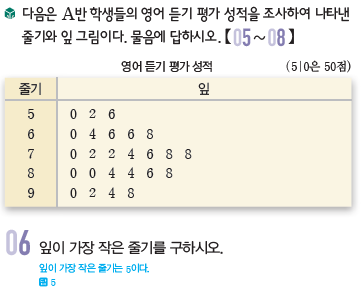 다음은 A반 학생들의 영어 듣기 평가 성적을 조사하여 나타낸
줄기와 잎 그림이다. 물음에 답하시오.【05~08】
영어 듣기 평가 성적 (5|0은 50점)
줄기 잎
5 0 2 6
6 0 4 6 6 8
7 0 2 2 4 6 8 8
8 0 0 4 4 6 8
9 0 2 4 8
06 잎이 가장 작은 줄기를 구하시오.
잎이 가장 작은 줄기는 5이다.
답 5